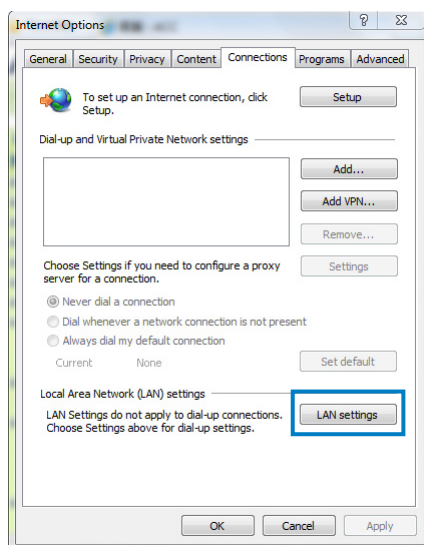 Internet Options
General Security Privacy Content Connections Programs Advanced
To set up an Internet connection, click
Setup.
Setup
Dial-up and Virtual Private Network settings
Add...
Add VPN...
Remove...
Choose Settings if you need to configure a proxy
server for a connection.
Settings
Never dial a connection
Dial whenever a network connection is not present
Always dial my default connection
Current None
Set default
Local Area Network (LAN) settings
LAN Settings do not apply to dial-up connections.
Choose Settings above for dial-up settings.
LAN settings
OK Cancel Apply